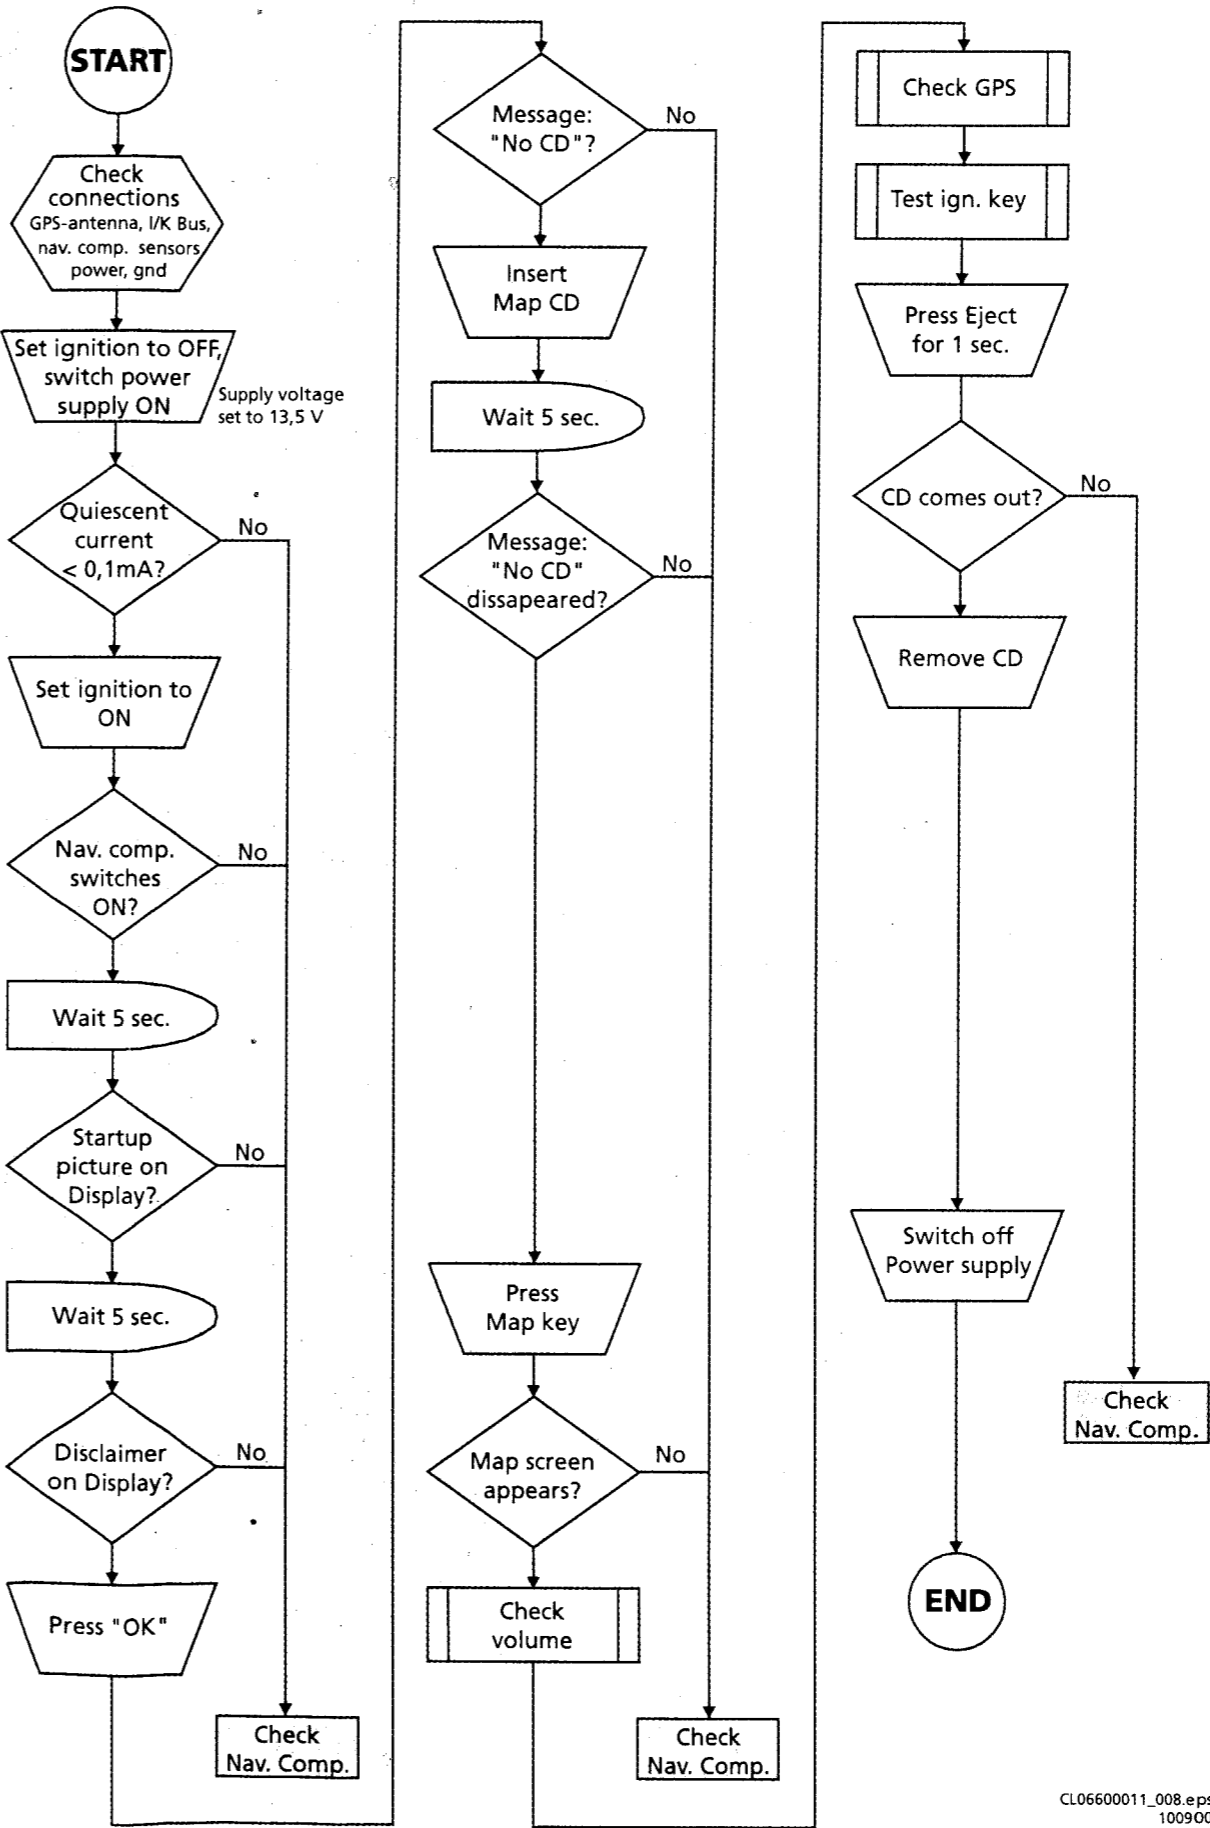 START
Check
connections
GPS-antenna, I/K Bus,
nav. comp. sensors
power, gnd
Set ignition to OFF,
switch power
supply ON
Supply voltage
set to 13,5 V
Quiescent
current
< 0,1mA?
No
Set ignition to
ON
Nav. comp.
switches
ON?
No
Wait 5 sec.
Startup
picture on
Display?
No
Wait 5 sec.
Disclaimer
on Display?
No
Press "OK"
Check
Nav. Comp.
Message:
"No CD"?
No
Insert
Map CD
Wait 5 sec.
Message:
"No CD"
dissapeared?
No
Press
Map key
Map screen
appears?
No
Check
volume
Check
Nav. Comp.
Check GPS
Test ign. key
Press Eject
for 1 sec.
CD comes out?
No
Remove CD
Switch off
Power supply
Check
Nav. Comp.
END
CL06600011_008.eps
100900